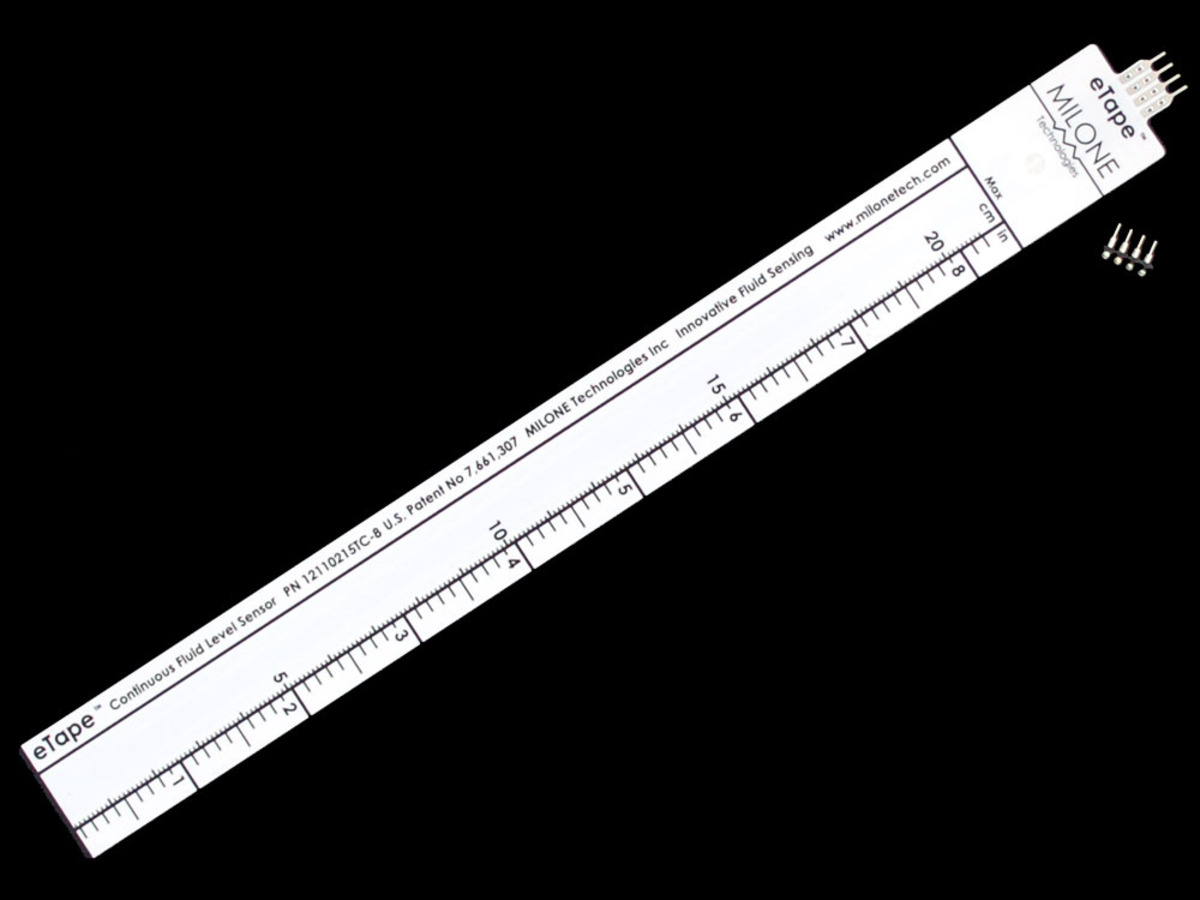 eTape™ Continuous Fluid Level Sensor PN 12110215TC-8 U.S. Patent No 7,661,307 MILONE Technologies Inc Innovative Fluid Sensing www.milonetech.com
eTape™
MILONE
Technologies
Max
cm in
5 10 15 20
1 2 3 4 5 6 7 8